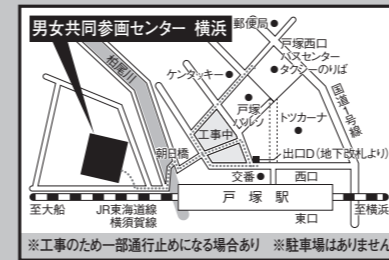 男女共同参画センター 横浜
郵便局
戸塚西口
バスセンター
タクシーのりば
柏尾川
ケンタッキー
国道1号線
戸塚
パルソ
トツカーナ
工事中
朝日橋
出口D(地下改札より)
交番
西口
戸塚駅
至大船
JR東海道線
横須賀線
東口
至横浜
※工事のため一部通行止めになる場合あり ※駐車場はありません